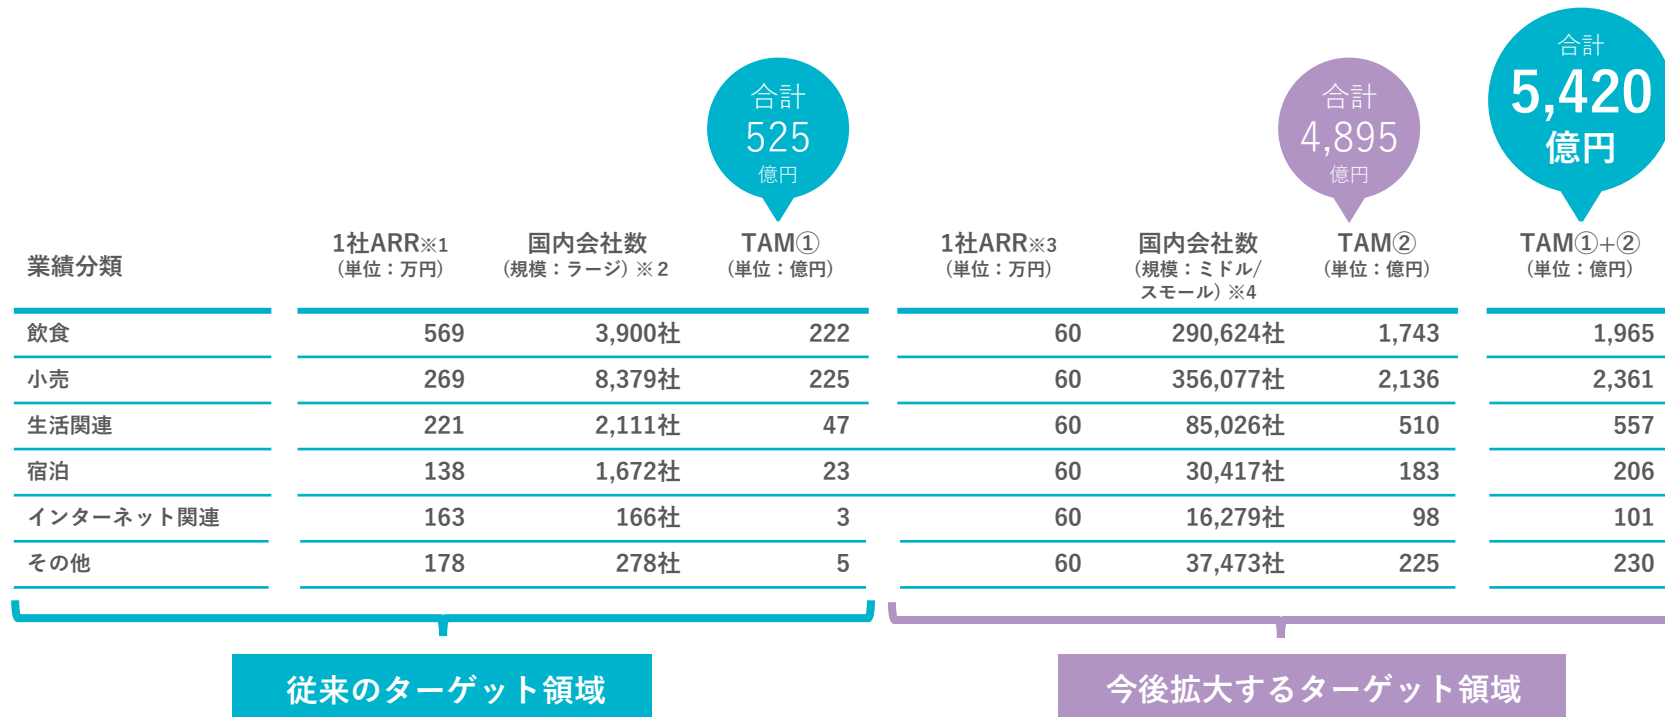 合計
525
億円
合計
4,895
億円
合計
5,420
億円
業績分類
1社ARR※1
(単位：万円)
国内会社数
(規模：ラージ) ※２
TAM①
(単位：億円)
1社ARR※3
(単位：万円)
国内会社数
(規模：ミドル/
スモール) ※4
TAM②
(単位：億円)
TAM①+②
(単位：億円)
飲食 569 3,900社 222 60 290,624社 1,743 1,965
小売 269 8,379社 225 60 356,077社 2,136 2,361
生活関連 221 2,111社 47 60 85,026社 510 557
宿泊 138 1,672社 23 60 30,417社 183 206
インターネット関連 163 166社 3 60 16,279社 98 101
その他 178 278社 5 60 37,473社 225 230
従来のターゲット領域
今後拡大するターゲット領域